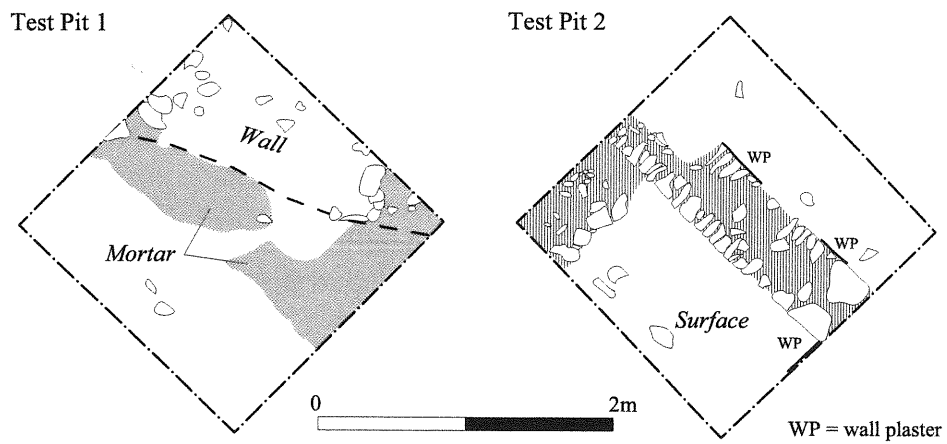 Test Pit 1
Test Pit 2
Wall
WP
WP
Mortar
Surface
WP
0
2m
WP = wall plaster